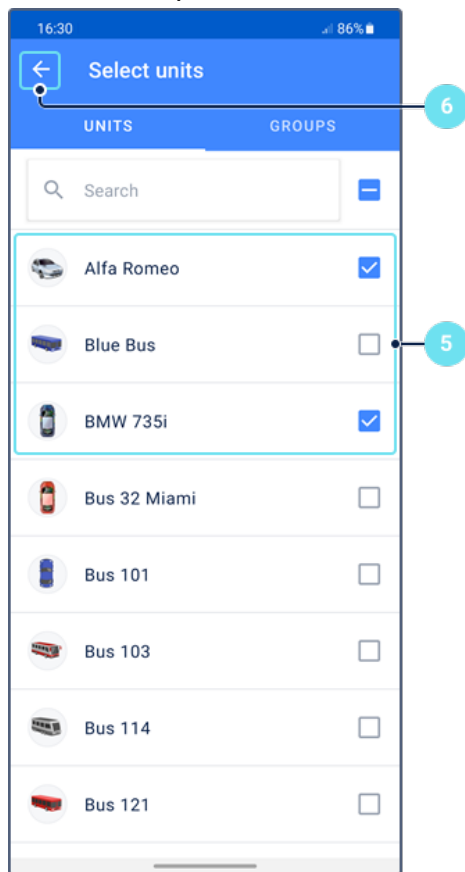 16:30 86%
Select units
6
UNITS GROUPS
Search
Alfa Romeo
Blue Bus
5
BMW 735i
Bus 32 Miami
Bus 101
Bus 103
Bus 114
Bus 121